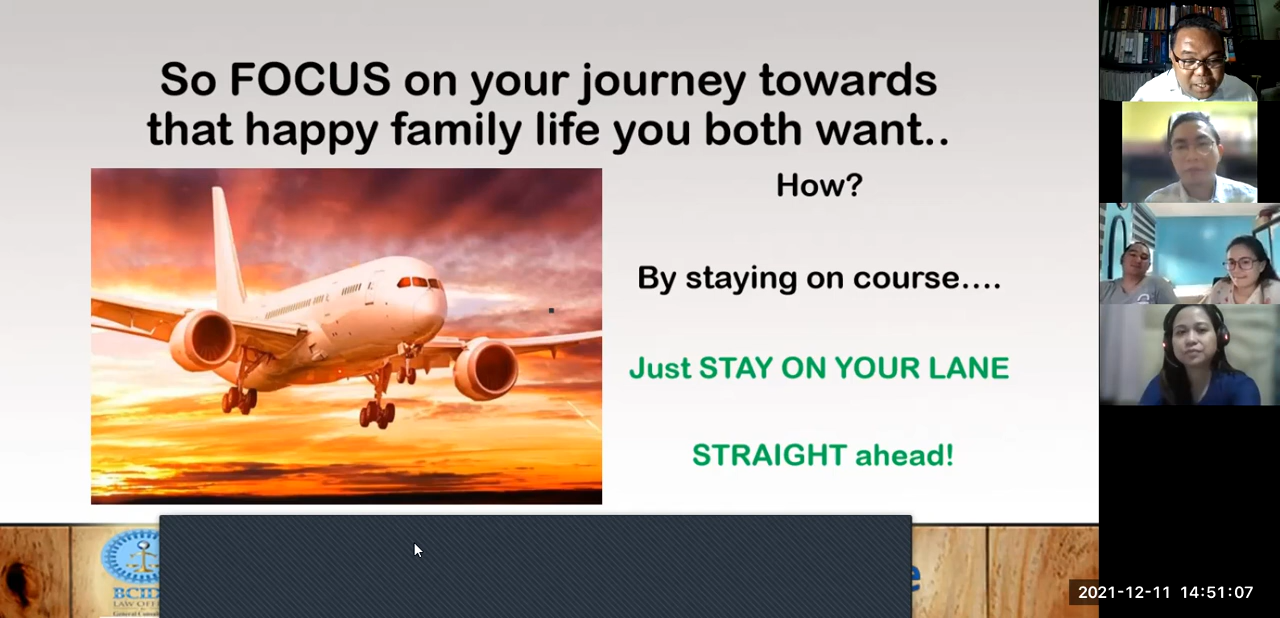 So FOCUS on your journey towards
that happy family life you both want..
How?
By staying on course....
Just STAY ON YOUR LANE
STRAIGHT ahead!
BCID
LAW OFFI
2021-12-11 14:51:07